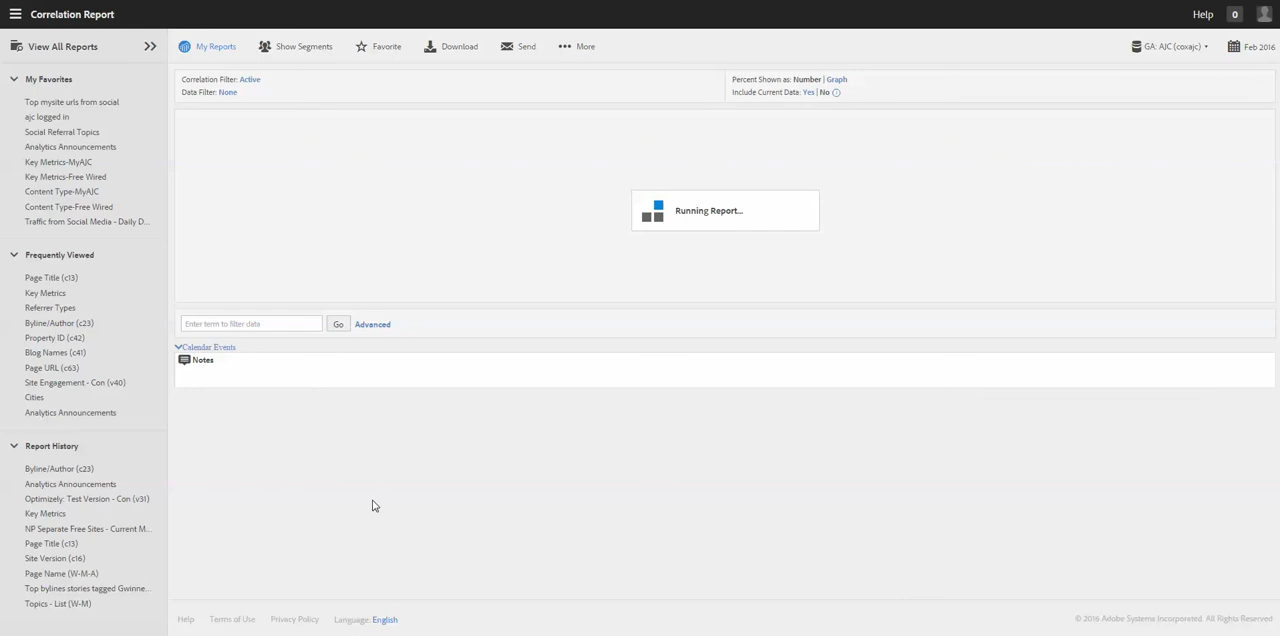 Correlation Report
Help 0
View All Reports
My Reports Show Segments Favorite Download Send More
GA: AJC (coxajc) Feb 2016
My Favorites
Top mysite urls from social
ajc logged in
Social Referral Topics
Analytics Announcements
Key Metrics-MyAJC
Key Metrics-Free Wired
Content Type-MyAJC
Content Type-Free Wired
Traffic from Social Media - Daily D...
Frequently Viewed
Page Title (c13)
Key Metrics
Referrer Types
Byline/Author (c23)
Property ID (c42)
Blog Names (c41)
Page URL (c63)
Site Engagement - Con (v40)
Cities
Analytics Announcements
Report History
Byline/Author (c23)
Analytics Announcements
Optimizely: Test Version - Con (v31)
Key Metrics
NP Separate Free Sites - Current M...
Page Title (c13)
Site Version (c16)
Page Name (W-M-A)
Top bylines stories tagged Gwinne...
Topics - List (W-M)
Correlation Filter: Active
Data Filter: None
Percent Shown as: Number | Graph
Include Current Data: Yes | No
Running Report...
Enter term to filter data Go Advanced
Calendar Events
Notes
Help Terms of Use Privacy Policy Language: English
© 2016 Adobe Systems Incorporated. All Rights Reserved